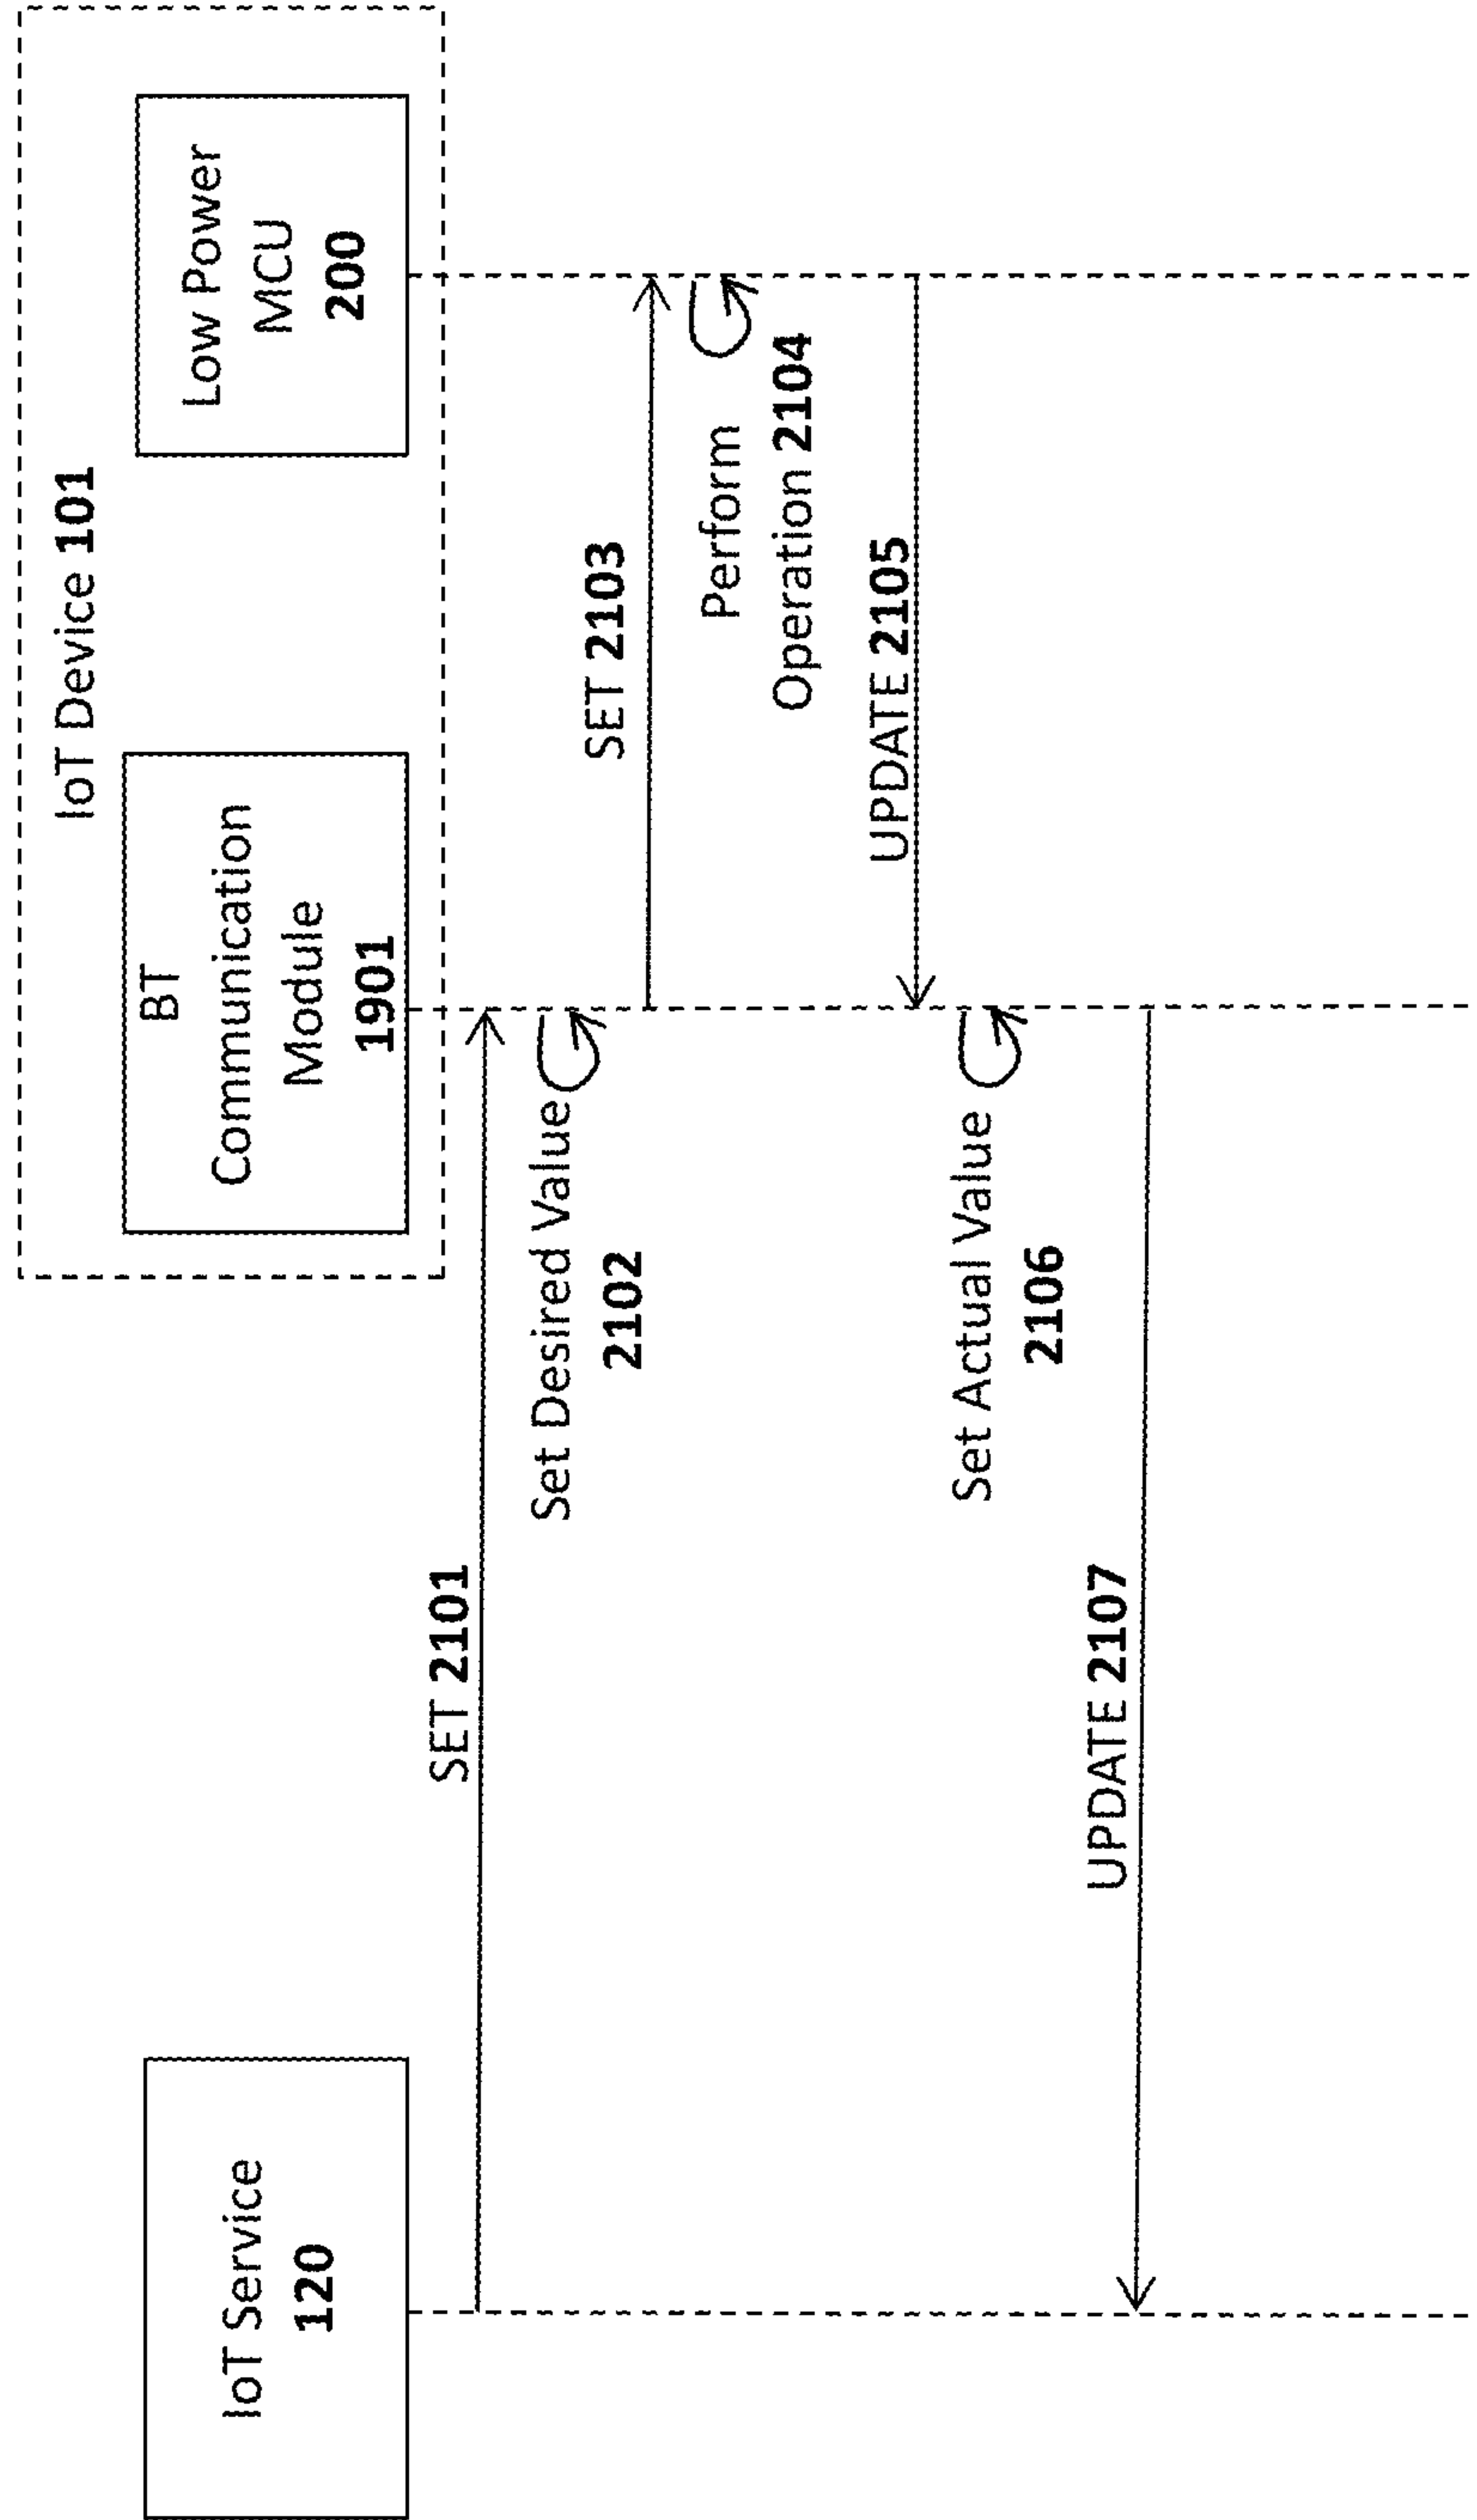 IoT Device 101
IoT Service
120
BT
Communication
Module
1901
Low Power
MCU
200
SET 2101
Set Desired Value
2102
SET 2103
Perform
Operation 2104
UPDATE 2105
Set Actual Value
2106
UPDATE 2107